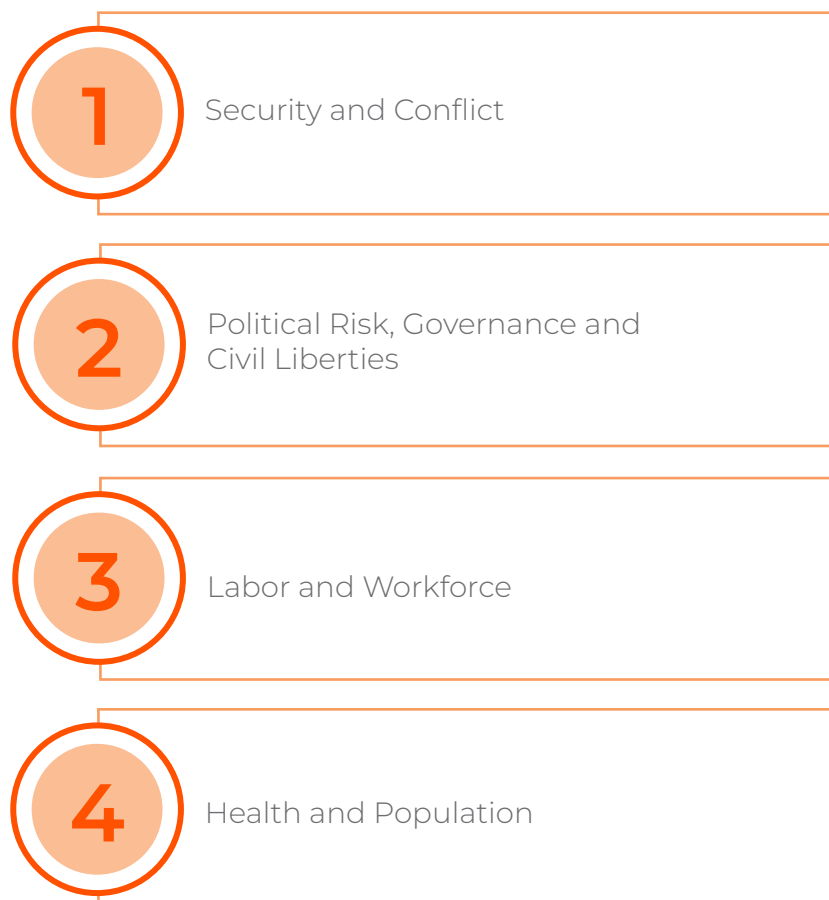 1
Security and Conflict
2
Political Risk, Governance and
Civil Liberties
3
Labor and Workforce
4
Health and Population